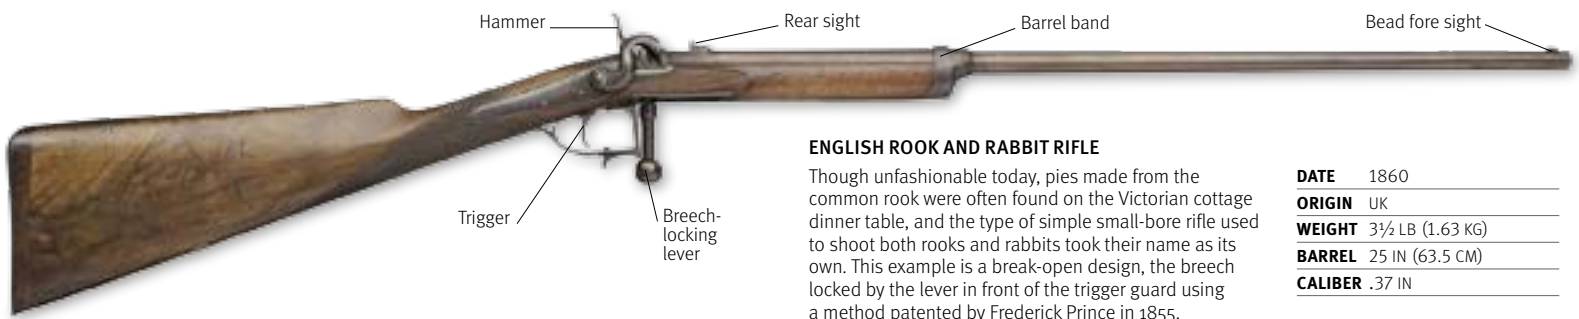 Hammer
Rear sight
Barrel band
Bead fore sight
Trigger
Breech-
locking
lever
ENGLISH ROOK AND RABBIT RIFLE
Though unfashionable today, pies made from the
common rook were often found on the Victorian cottage
dinner table, and the type of simple small-bore rifle used
to shoot both rooks and rabbits took their name as its
own. This example is a break-open design, the breech
locked by the lever in front of the trigger guard using
a method patented by Frederick Prince in 1855.
DATE 1860
ORIGIN UK
WEIGHT 3½ LB (1.63 KG)
BARREL 25 IN (63.5 CM)
CALIBER .37 IN